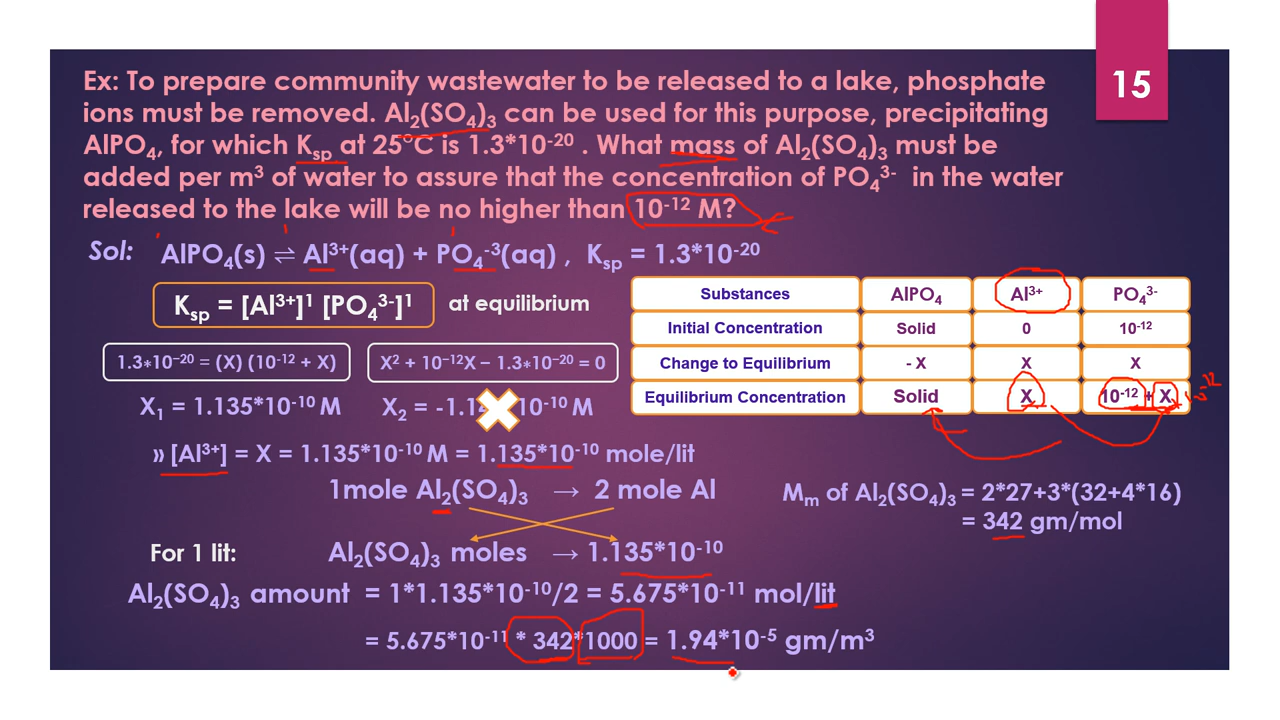 15
Ex: To prepare community wastewater to be released to a lake, phosphate
ions must be removed. Al₂(SO₄)₃ can be used for this purpose, precipitating
AlPO₄, for which Kₛₚ at 25°C is 1.3*10⁻²⁰ . What mass of Al₂(SO₄)₃ must be
added per m³ of water to assure that the concentration of PO₄³⁻ in the water
released to the lake will be no higher than 10⁻¹² M?
Sol: AlPO₄(s) ⇌ Al³⁺(aq) + PO₄⁻³(aq) , Kₛₚ = 1.3*10⁻²⁰
Kₛₚ = [Al³⁺]¹ [PO₄³⁻]¹ at equilibrium
Substances AlPO₄ Al³⁺ PO₄³⁻
Initial Concentration Solid 0 10⁻¹²
Change to Equilibrium - X X X
Equilibrium Concentration Solid X 10⁻¹² + X
1.3*10⁻²⁰ = (X) (10⁻¹² + X) X² + 10⁻¹²X – 1.3*10⁻²⁰ = 0
X₁ = 1.135*10⁻¹⁰ M X₂ = -1.14 10⁻¹⁰ M
» [Al³⁺] = X = 1.135*10⁻¹⁰ M = 1.135*10⁻¹⁰ mole/lit
1mole Al₂(SO₄)₃ → 2 mole Al
Mₘ of Al₂(SO₄)₃ = 2*27+3*(32+4*16)
= 342 gm/mol
For 1 lit: Al₂(SO₄)₃ moles → 1.135*10⁻¹⁰
Al₂(SO₄)₃ amount = 1*1.135*10⁻¹⁰/2 = 5.675*10⁻¹¹ mol/lit
= 5.675*10⁻¹¹ * 342*1000 = 1.94*10⁻⁵ gm/m³